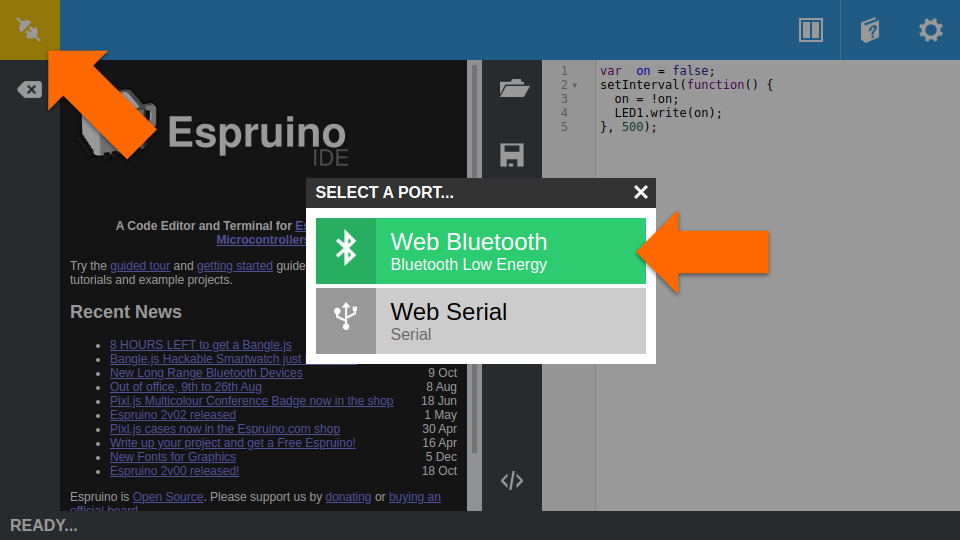 Espruino
IDE
A Code Editor and Terminal for
Microcontrollers
Try the guided tour and getting started
tutorials and example projects.
Recent News
8 HOURS LEFT to get a Bangle.js
Bangle.js Hackable Smartwatch just
New Long Range Bluetooth Devices 9 Oct
Out of office, 9th to 26th Aug 8 Aug
Pixl.js Multicolour Conference Badge now in the shop 18 Jun
Espruino 2v02 released 1 May
Pixl.js cases now in the Espruino.com shop 30 Apr
Write up your project and get a Free Espruino! 16 Apr
New Fonts for Graphics 5 Dec
Espruino 2v00 released! 18 Oct
Espruino is Open Source. Please support us by donating or buying an
official board
SELECT A PORT...
Web Bluetooth
Bluetooth Low Energy
Web Serial
Serial
1 var on = false;
2 setInterval(function() {
3 on = !on;
4 LED1.write(on);
5 }, 500);
READY...